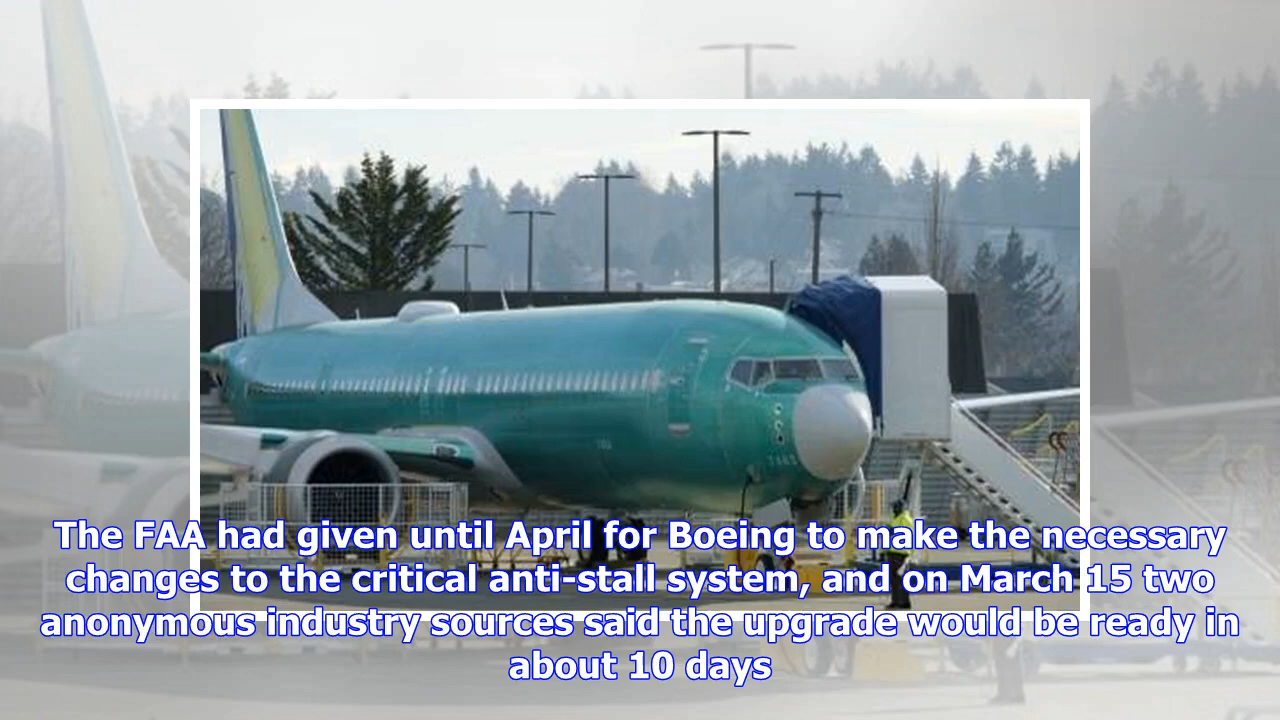 The FAA had given until April for Boeing to make the necessary
changes to the critical anti-stall system, and on March 15 two
anonymous industry sources said the upgrade would be ready in
about 10 days